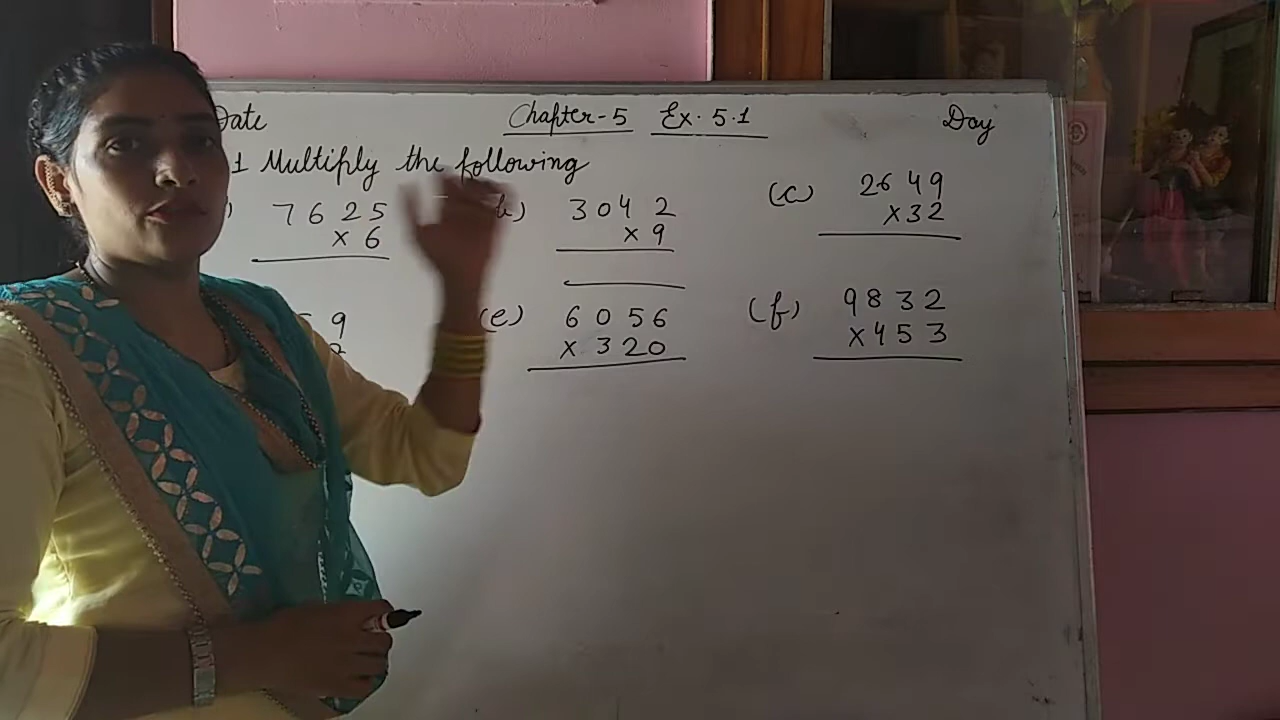 Date Chapter-5 Ex. 5.1 Day
1 Multiply the following
) 7625 b) 3042 (c) 2649
x 6 x 9 x32
9 (e) 6056 (f) 9832
x 320 x453